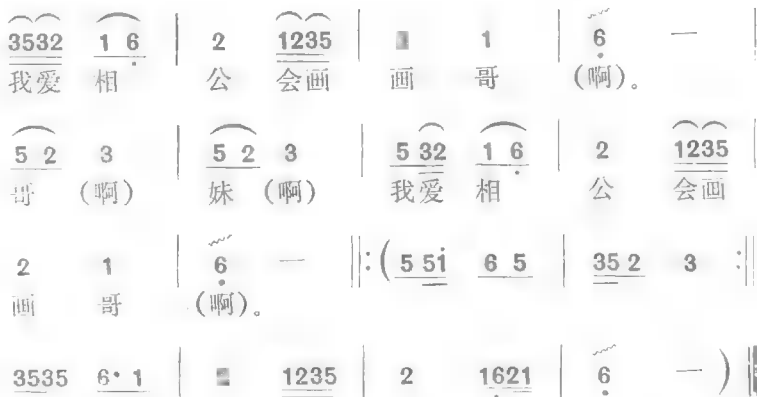 3532 1 6 | 2 1235 | 1 | 6 —
我爱 相 公 会画 画 哥 (啊)。
5 2 3 | 5 2 3 | 5 32 1 6 | 2 1235
哥 (啊) 妹 (啊) 我爱 相 公 会画
2 1 | 6 — ‖: ( 5 5i 6 5 | 35 2 3 :‖
画 哥 (啊)。
3535 6· 1 | 1235 | 2 1621 | 6 — ) ‖